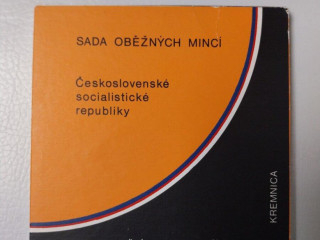 SADA OBĚŽNÝCH MINCÍ
Československé
socialistické
republiky
KREMNICA